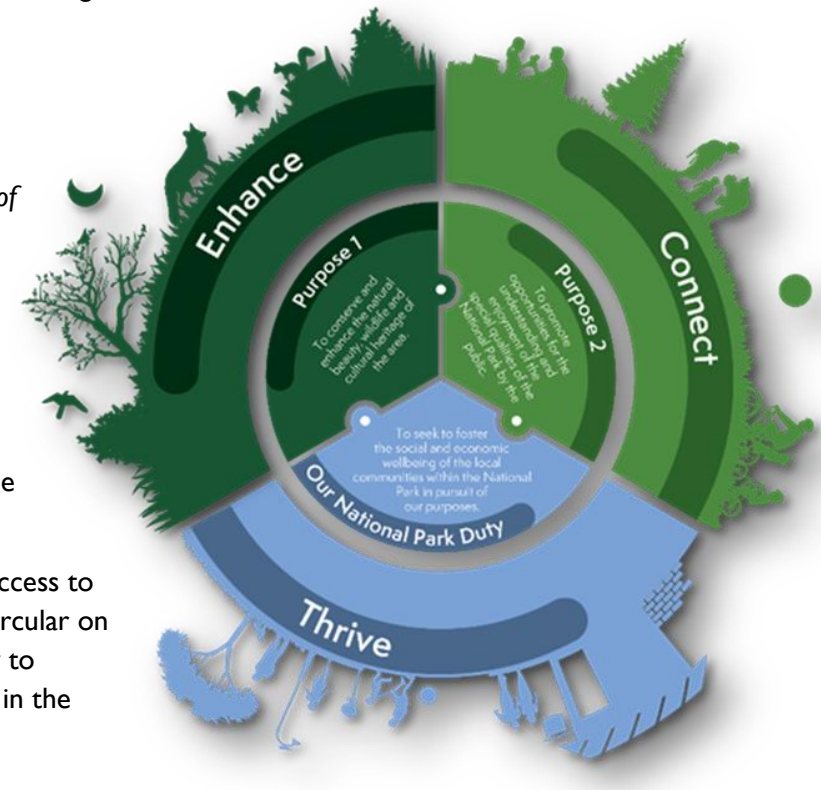 of
e
ccess to
ircular on
to
in the
Enhance
Purpose 1
To conserve and
enhance the natural
beauty, wildlife and
cultural heritage of
the area.
Connect
Purpose 2
To promote
opportunities for the
understanding and
enjoyment of the
special qualities of the
National Park by the
public.
To seek to foster
the social and economic
wellbeing of the local
communities within the National
Park in pursuit of
our purposes.
Our National Park Duty
Thrive